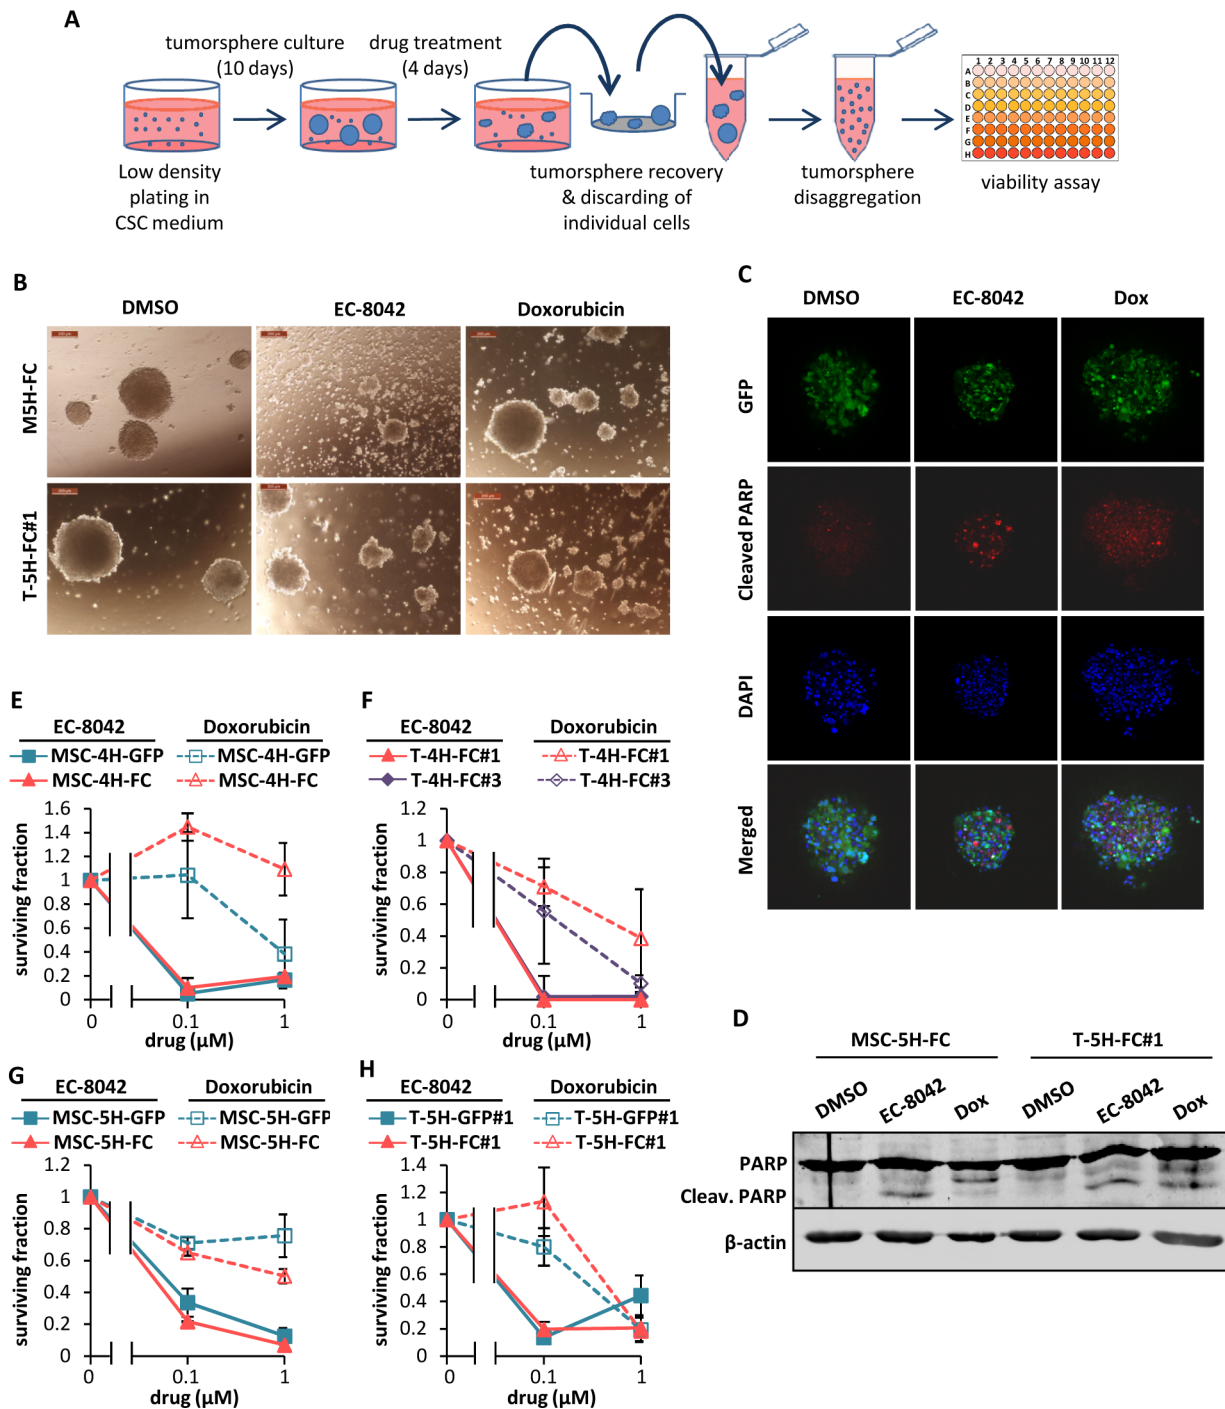 A
tumorsphere culture
(10 days)
drug treatment
(4 days)
Low density
plating in
CSC medium
tumorsphere recovery
& discarding of
individual cells
tumorsphere
disaggregation
1 2 3 4 5 6 7 8 9 10 11 12
A
B
C
D
E
F
G
H
viability assay
B
DMSO
EC-8042
Doxorubicin
M5H-FC
T-5H-FC#1
C
DMSO
EC-8042
Dox
GFP
Cleaved PARP
DAPI
Merged
E
EC-8042
Doxorubicin
MSC-4H-GFP
MSC-4H-GFP
MSC-4H-FC
MSC-4H-FC
surviving fraction
1.6
1.4
1.2
1
0.8
0.6
0.4
0.2
0
0
0.1
1
drug (μM)
F
EC-8042
Doxorubicin
T-4H-FC#1
T-4H-FC#1
T-4H-FC#3
T-4H-FC#3
surviving fraction
1.2
1
0.8
0.6
0.4
0.2
0
0
0.1
1
drug (μM)
D
MSC-5H-FC
T-5H-FC#1
DMSO
EC-8042
Dox
DMSO
EC-8042
Dox
PARP
Cleav. PARP
β-actin
G
EC-8042
Doxorubicin
MSC-5H-GFP
MSC-5H-GFP
MSC-5H-FC
MSC-5H-FC
surviving fraction
1.2
1
0.8
0.6
0.4
0.2
0
0
0.1
1
drug (μM)
H
EC-8042
Doxorubicin
T-5H-GFP#1
T-5H-GFP#1
T-5H-FC#1
T-5H-FC#1
surviving fraction
1.4
1.2
1
0.8
0.6
0.4
0.2
0
0
0.1
1
drug (μM)